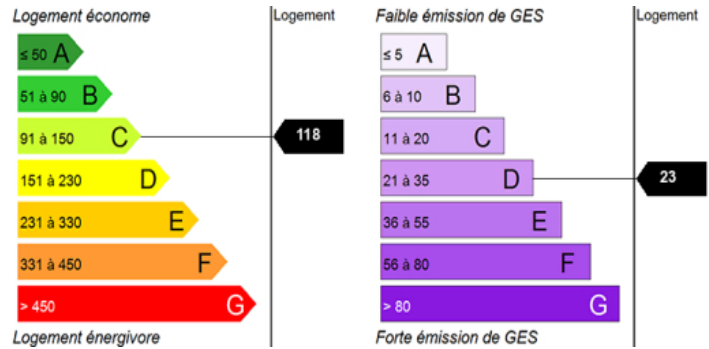 Logement économe
Logement
≤ 50 A
51 à 90 B
91 à 150 C
118
151 à 230 D
231 à 330 E
331 à 450 F
> 450 G
Logement énergivore
Faible émission de GES
Logement
≤ 5 A
6 à 10 B
11 à 20 C
21 à 35 D
23
36 à 55 E
56 à 80 F
> 80 G
Forte émission de GES